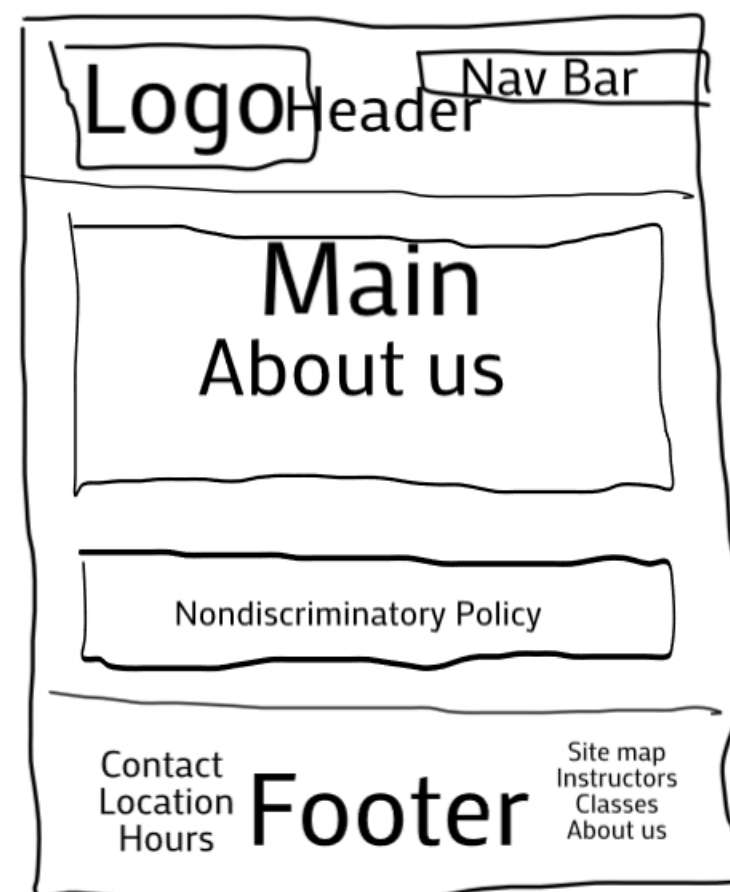 Logo
Header
Nav Bar
Main
About us
Nondiscriminatory Policy
Contact
Location
Hours
Footer
Site map
Instructors
Classes
About us